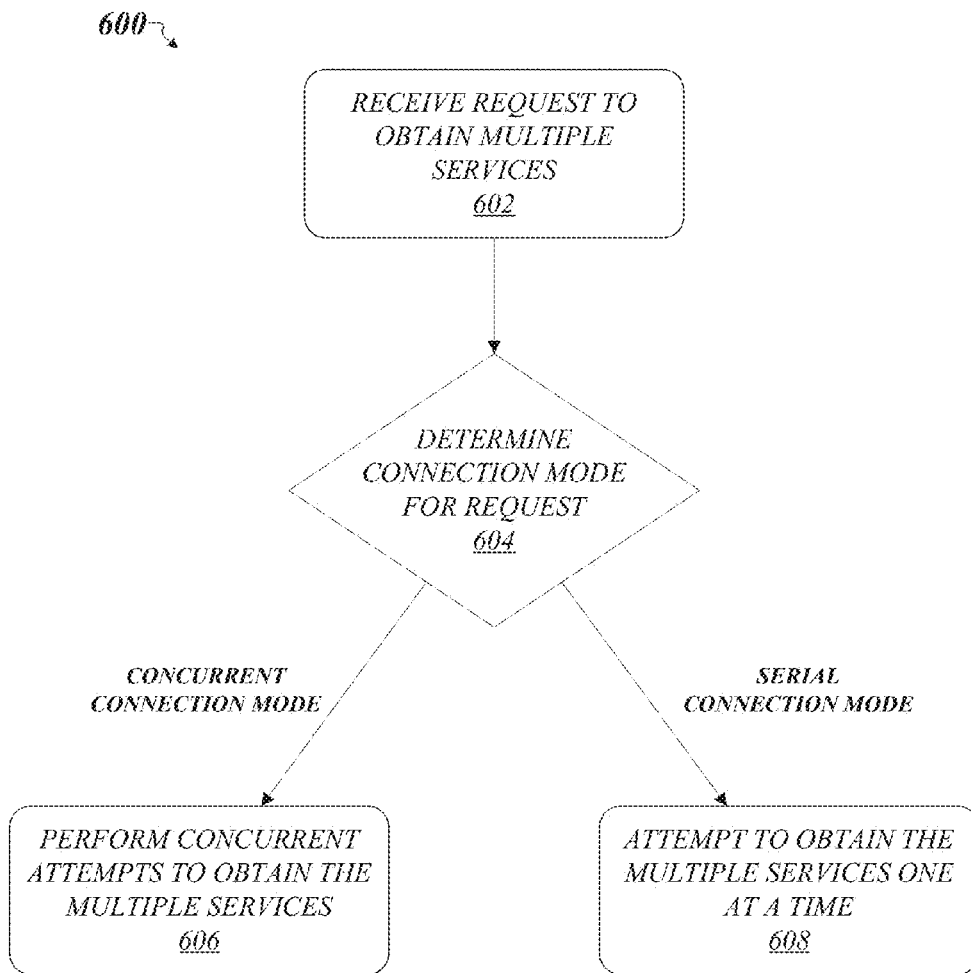 600
RECEIVE REQUEST TO
OBTAIN MULTIPLE
SERVICES
602
DETERMINE
CONNECTION MODE
FOR REQUEST
604
CONCURRENT
CONNECTION MODE
SERIAL
CONNECTION MODE
PERFORM CONCURRENT
ATTEMPTS TO OBTAIN THE
MULTIPLE SERVICES
606
ATTEMPT TO OBTAIN THE
MULTIPLE SERVICES ONE
AT A TIME
608